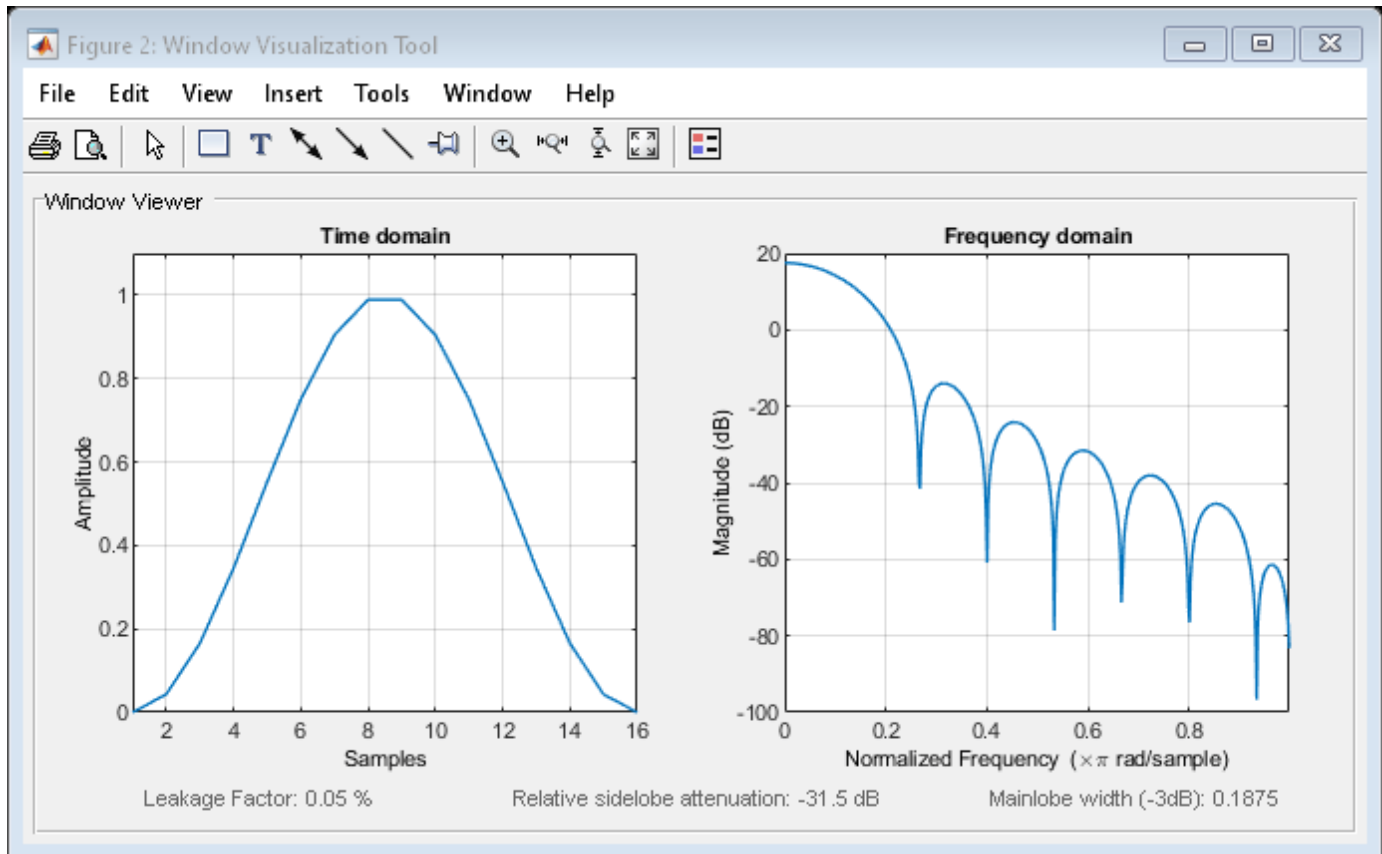 Figure 2: Window Visualization Tool
File Edit View Insert Tools Window Help
T
Window Viewer
Time domain
1
0.8
0.6
0.4
0.2
0
Amplitude
2 4 6 8 10 12 14 16
Samples
Frequency domain
20
0
-20
-40
-60
-80
-100
Magnitude (dB)
0 0.2 0.4 0.6 0.8
Normalized Frequency (×π rad/sample)
Leakage Factor: 0.05 % Relative sidelobe attenuation: -31.5 dB Mainlobe width (-3dB): 0.1875